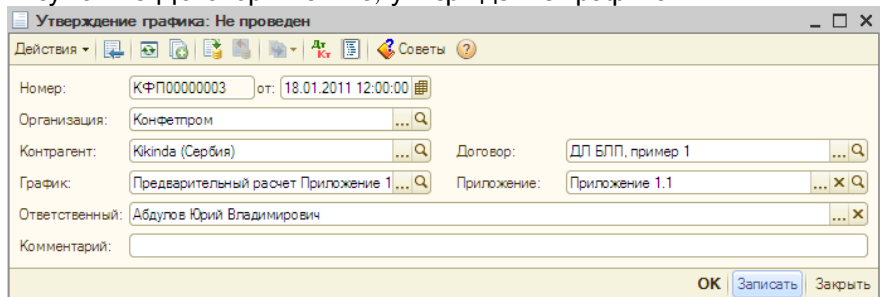 Утверждение графика: Не проведен
Действия Дт Кт Советы
Номер: КФП00000003 от: 18.01.2011 12:00:00
Организация: Конфетпром ...
Контрагент: Kikinda (Сербия) ... Договор: ДП БЛП, пример 1 ...
График: Предварительный расчет Приложение 1 ... Приложение: Приложение 1.1 ...
Ответственный: Абдулов Юрий Владимирович ...
Комментарий:
OK Записать Закрыть